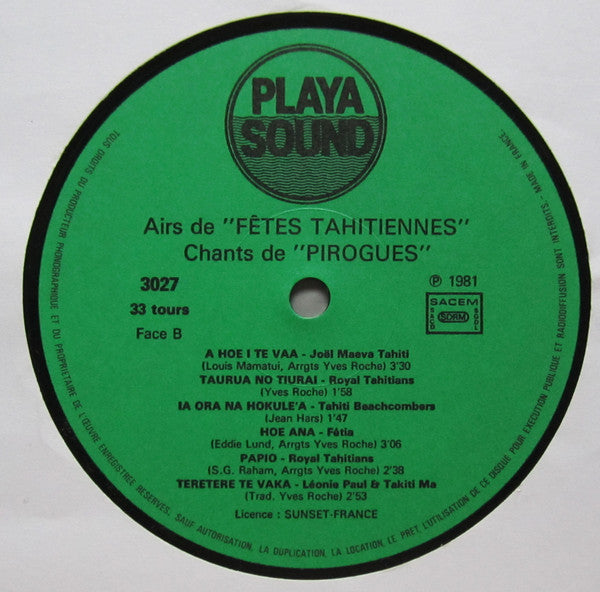 PLAYA
SOUND
Airs de "FÊTES TAHITIENNES"
Chants de "PIROGUES"
3027
33 tours
Face B
Ⓟ 1981
SACEM
SACD
SDRM
SGDL
A HOE I TE VAA - Joël Maeva Tahiti
(Louis Mamatui, Arrgts Yves Roche) 3'30
TAURUA NO TIURAI - Royal Tahitians
(Yves Roche) 1'58
IA ORA NA HOKULE'A - Tahiti Beachcombers
(Jean Hars) 1'47
HOE ANA - Fêtia
(Eddie Lund, Arrgts Yves Roche) 3'06
PAPIO - Royal Tahitians
(S.G. Raham, Arrgts Yves Roche) 2'38
TERETERE TE VAKA - Léonie Paul & Takiti Ma
(Trad. Yves Roche) 2'53
Licence : SUNSET-FRANCE
TOUS DROITS DU PRODUCTEUR PHONOGRAPHIQUE ET DU PROPRIETAIRE DE L'ŒUVRE ENREGISTREE RESERVES, SAUF AUTORISATION, LA DUPLICATION, LA LOCATION, LE PRET, L'UTILISATION DE CE DISQUE POUR EXECUTION PUBLIQUE ET RADIODIFFUSION SONT INTERDITS - MADE IN FRANCE.